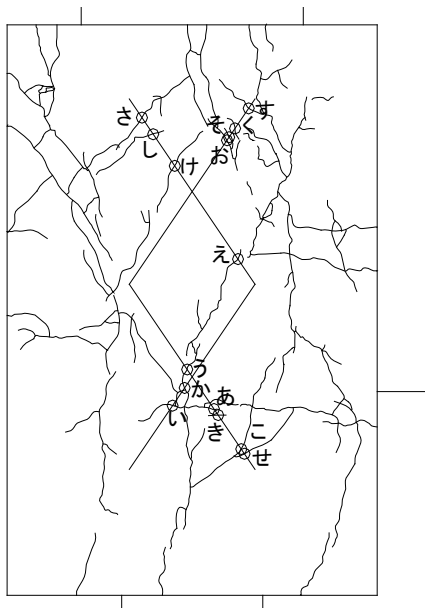 さ
す
そ
く
し
お
け
え
う
か
あ
い
き
こ
せ